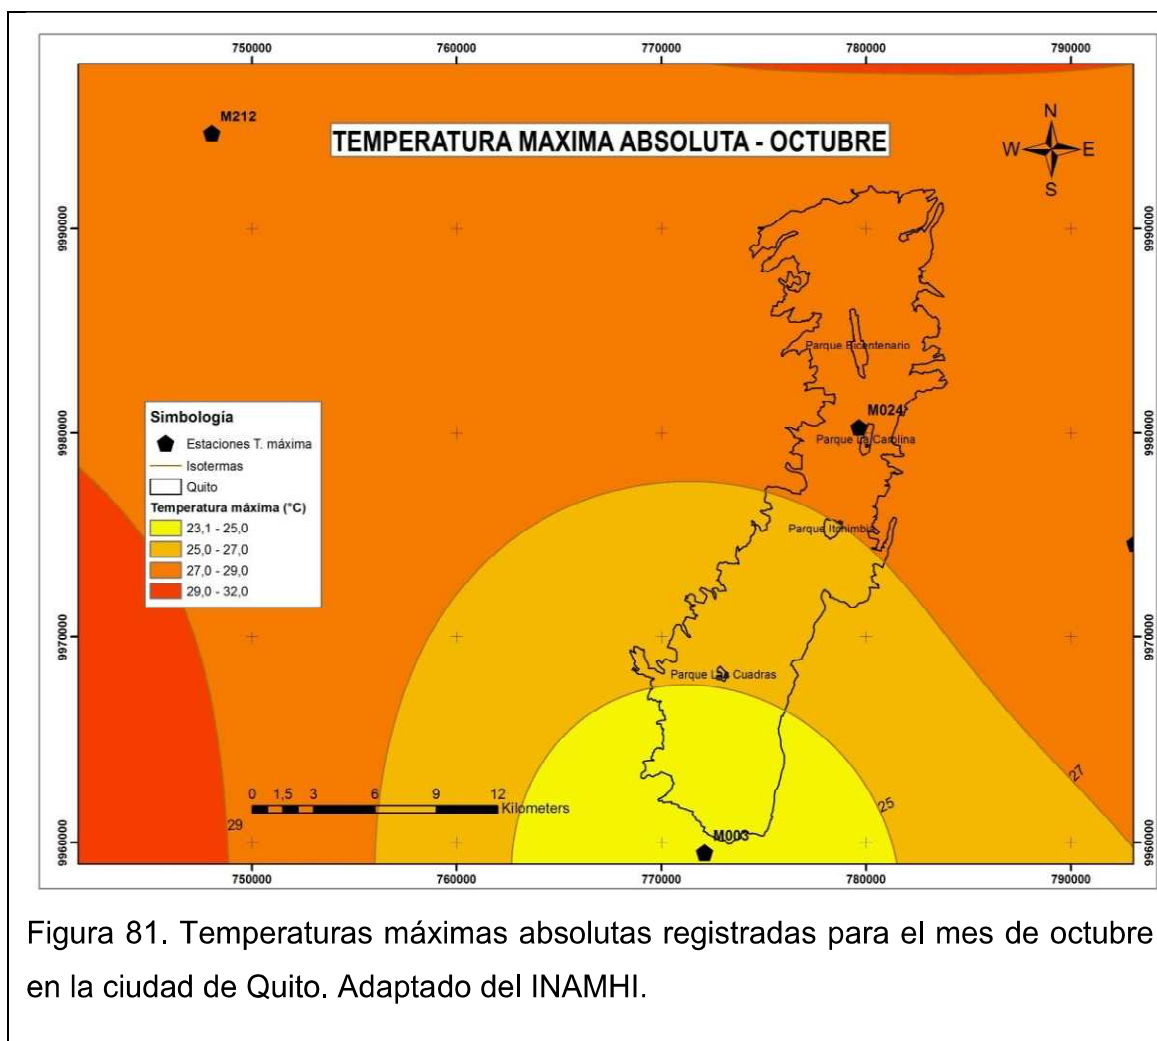 750000 760000 770000 780000 790000
M212
TEMPERATURA MAXIMA ABSOLUTA - OCTUBRE
N
W E
S
9990000 9990000
Parque Bicentenario
M024
9980000 9980000
Parque La Carolina
Simbología
Estaciones T. máxima
Isotermas
Quito
Temperatura máxima (°C)
23,1 - 25,0
25,0 - 27,0
27,0 - 29,0
29,0 - 32,0
Parque Itchimbia
9970000 9970000
Parque Las Cuadras
27
0 1,5 3 6 9 12
Kilometers
25
29
M003
9960000 9960000
750000 760000 770000 780000 790000
Figura 81. Temperaturas máximas absolutas registradas para el mes de octubre
en la ciudad de Quito. Adaptado del INAMHI.